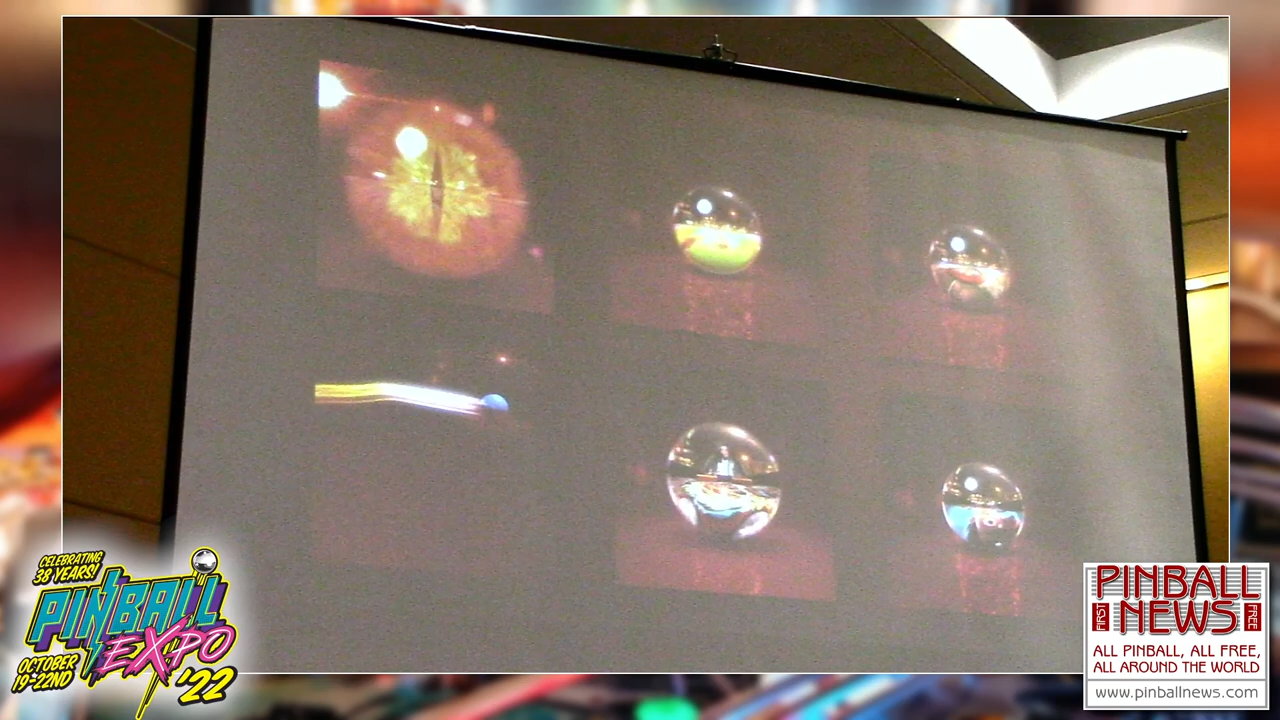 CELEBRATING
38 YEARS!
PINBALL
EXPO
OCTOBER
19-22ND
'22
PINBALL
FIRST
NEWS
FREE
ALL PINBALL, ALL FREE,
ALL AROUND THE WORLD
www.pinballnews.com